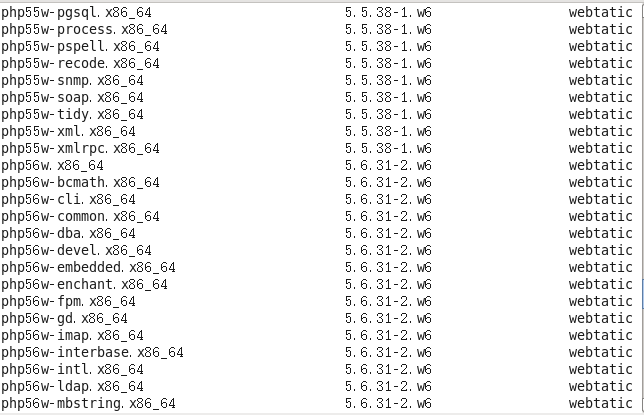 php55w-pgsql.x86_64 5.5.38-1.w6 webtatic
php55w-process.x86_64 5.5.38-1.w6 webtatic
php55w-pspell.x86_64 5.5.38-1.w6 webtatic
php55w-recode.x86_64 5.5.38-1.w6 webtatic
php55w-snmp.x86_64 5.5.38-1.w6 webtatic
php55w-soap.x86_64 5.5.38-1.w6 webtatic
php55w-tidy.x86_64 5.5.38-1.w6 webtatic
php55w-xml.x86_64 5.5.38-1.w6 webtatic
php55w-xmlrpc.x86_64 5.5.38-1.w6 webtatic
php56w.x86_64 5.6.31-2.w6 webtatic
php56w-bcmath.x86_64 5.6.31-2.w6 webtatic
php56w-cli.x86_64 5.6.31-2.w6 webtatic
php56w-common.x86_64 5.6.31-2.w6 webtatic
php56w-dba.x86_64 5.6.31-2.w6 webtatic
php56w-devel.x86_64 5.6.31-2.w6 webtatic
php56w-embedded.x86_64 5.6.31-2.w6 webtatic
php56w-enchant.x86_64 5.6.31-2.w6 webtatic
php56w-fpm.x86_64 5.6.31-2.w6 webtatic
php56w-gd.x86_64 5.6.31-2.w6 webtatic
php56w-imap.x86_64 5.6.31-2.w6 webtatic
php56w-interbase.x86_64 5.6.31-2.w6 webtatic
php56w-intl.x86_64 5.6.31-2.w6 webtatic
php56w-ldap.x86_64 5.6.31-2.w6 webtatic
php56w-mbstring.x86_64 5.6.31-2.w6 webtatic